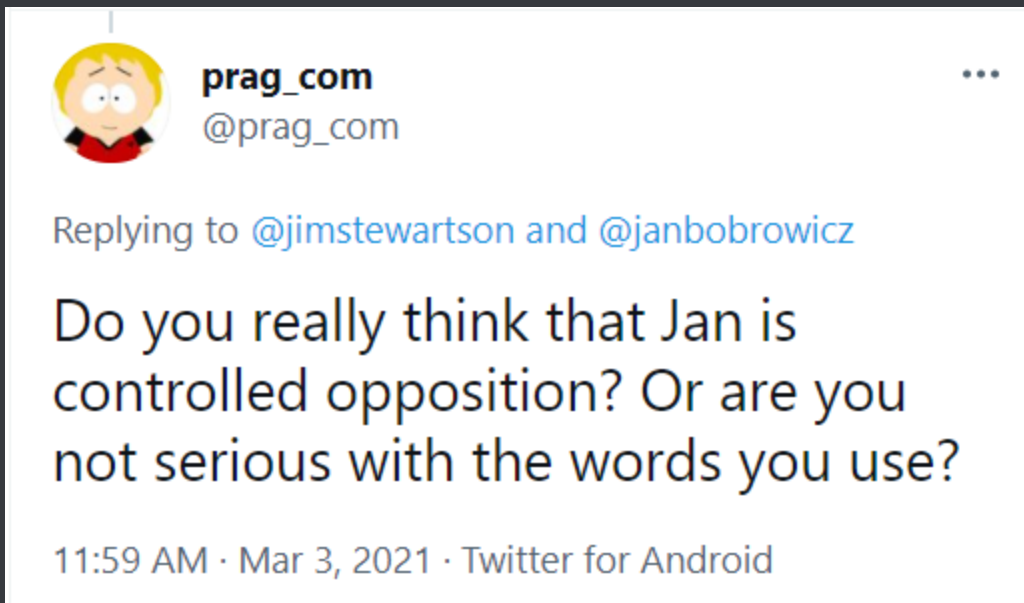 prag_com
@prag_com
Replying to @jimstewartson and @janbobrowicz
Do you really think that Jan is
controlled opposition? Or are you
not serious with the words you use?
11:59 AM · Mar 3, 2021 · Twitter for Android